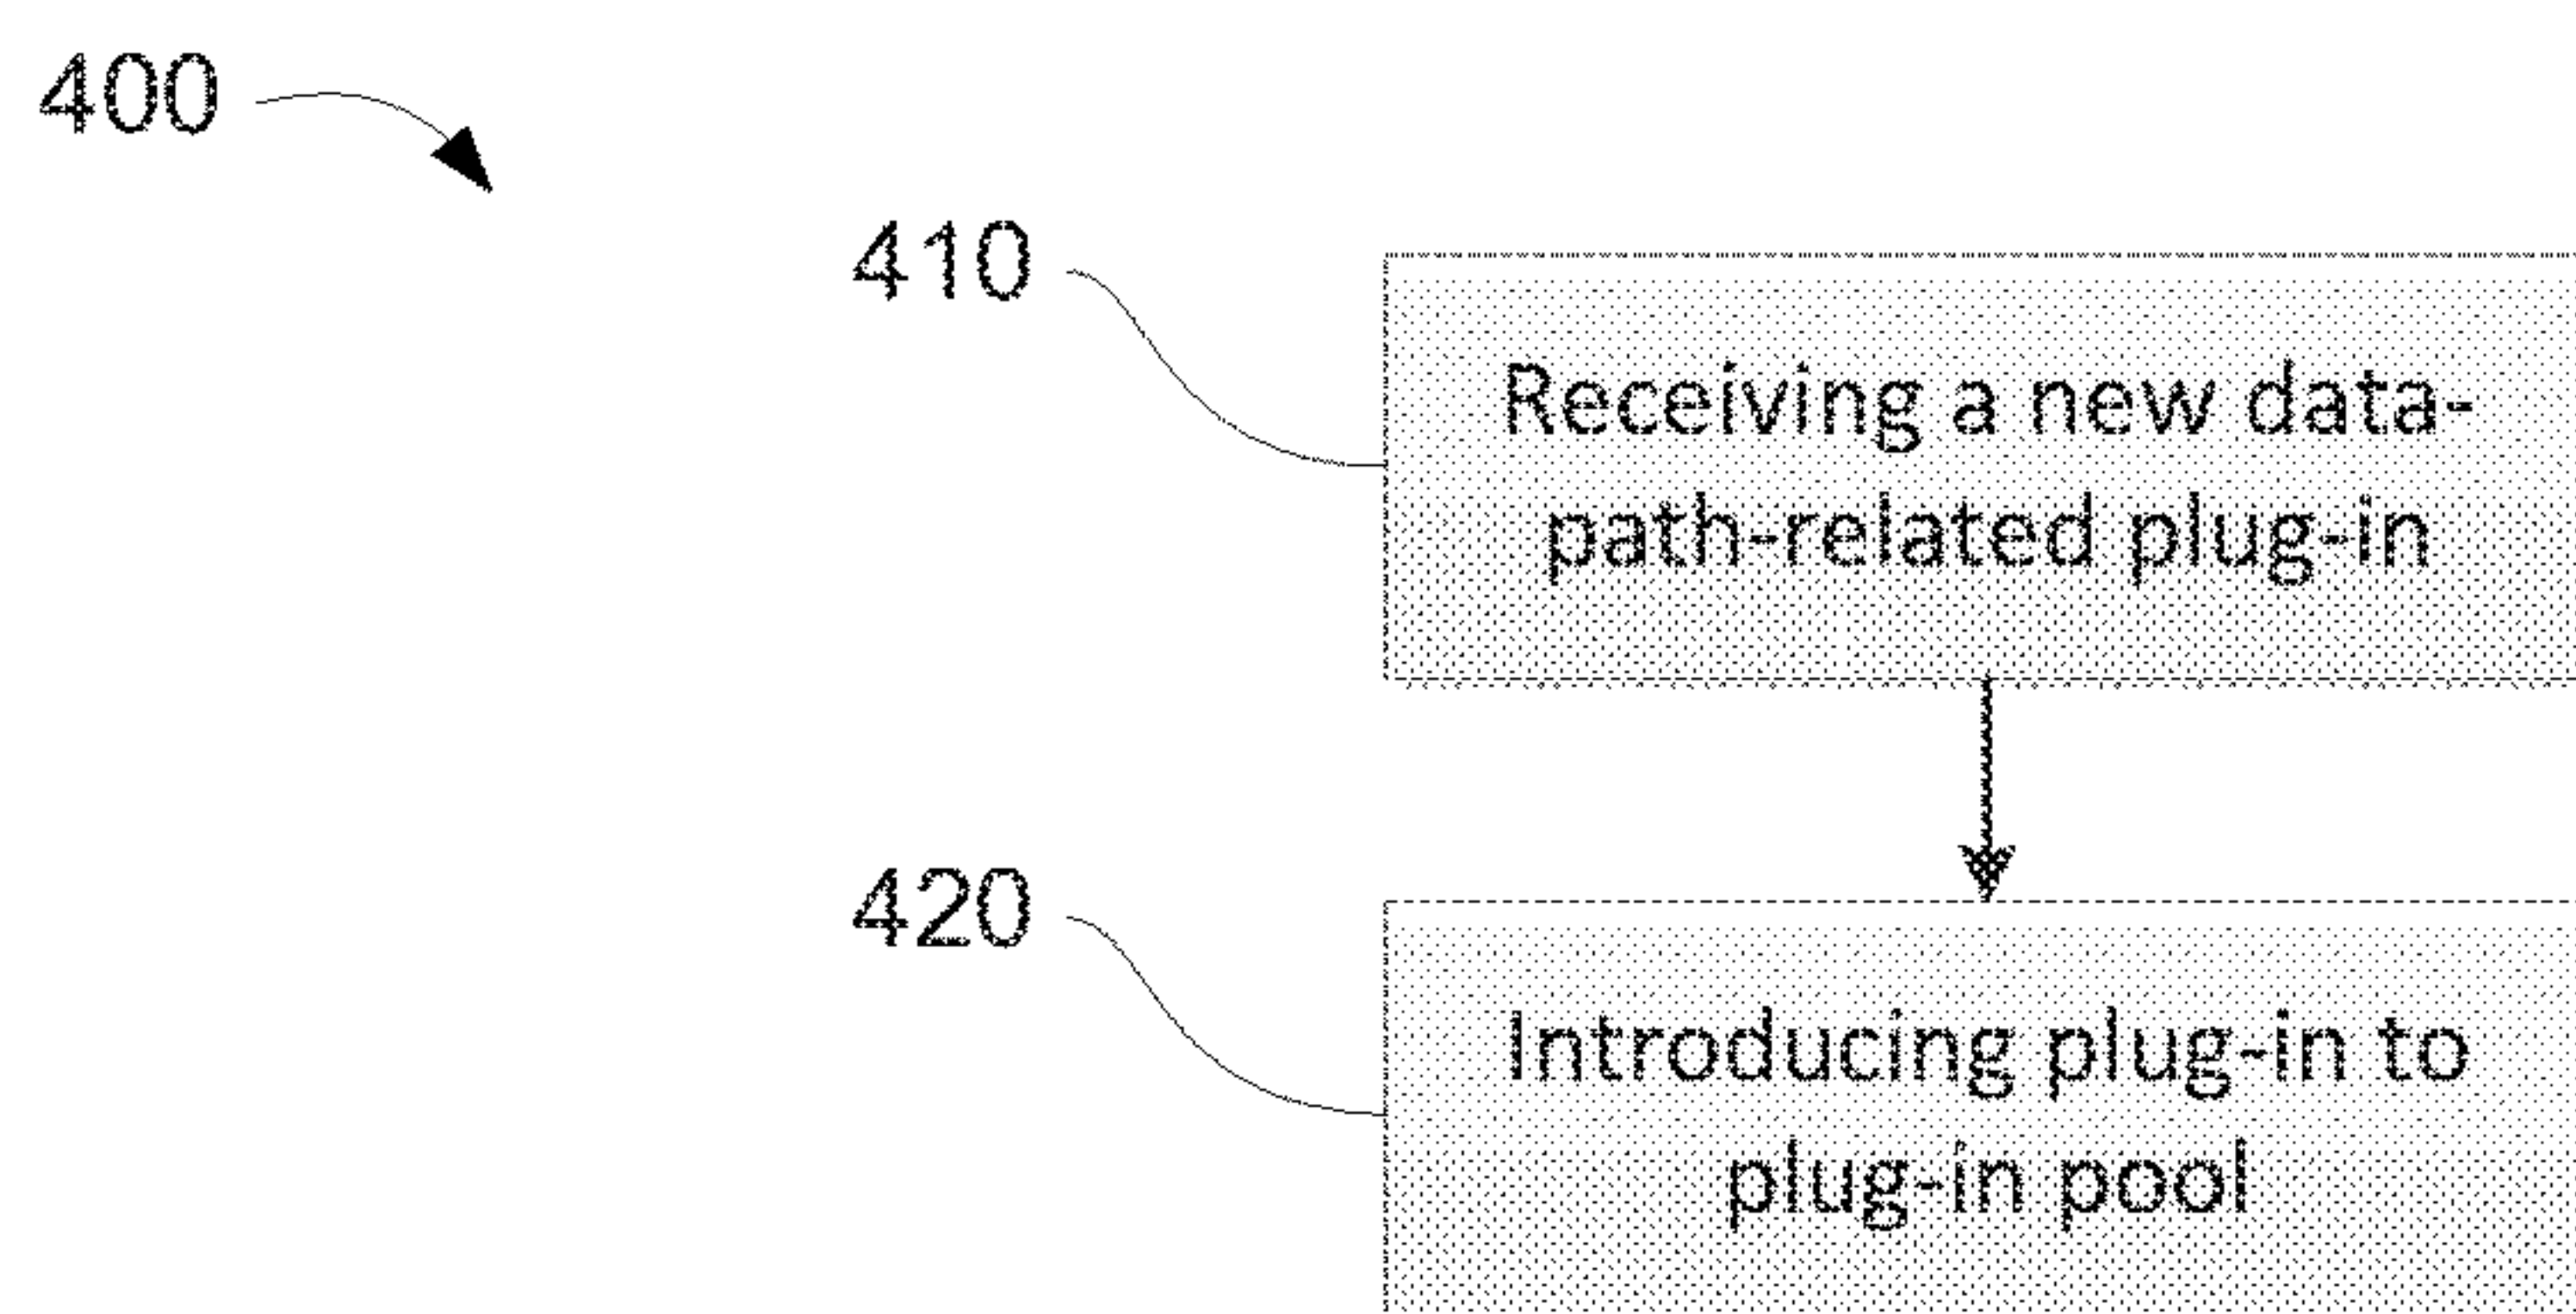 400
410
Receiving a new data-
path-related plug-in
420
Introducing plug-in to
plug-in pool